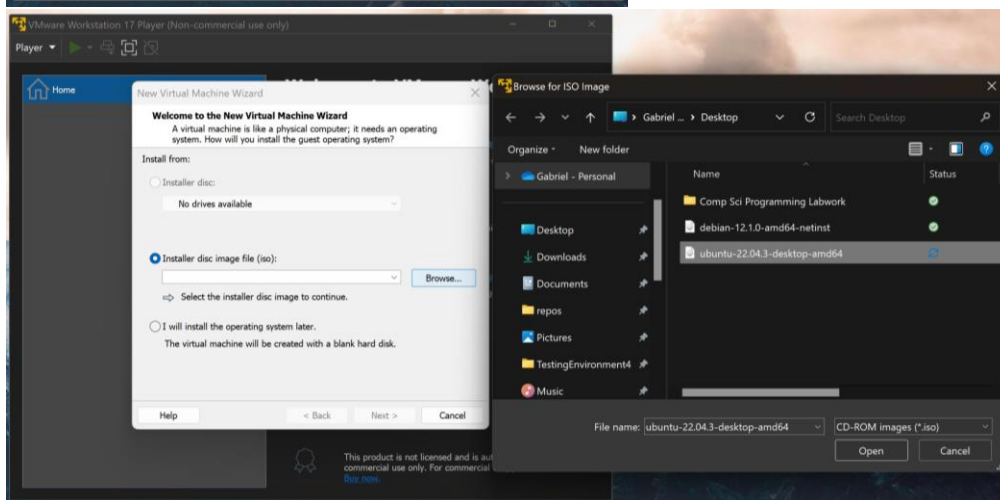 VMware Workstation 17 Player (Non-commercial use only)
Player
Home
New Virtual Machine Wizard
Welcome to the New Virtual Machine Wizard
A virtual machine is like a physical computer; it needs an operating
system. How will you install the guest operating system?
Install from:
Installer disc:
No drives available
Installer disc image file (iso):
Browse...
Select the installer disc image to continue.
I will install the operating system later.
The virtual machine will be created with a blank hard disk.
Help
< Back
Next >
Cancel
This product is not licensed and is
commercial use only. For commercial
Buy now.
Browse for ISO Image
Gabriel ... › Desktop
Search Desktop
Organize
New folder
Gabriel - Personal
Desktop
Downloads
Documents
repos
Pictures
TestingEnvironment4
Music
Name
Status
Comp Sci Programming Labwork
debian-12.1.0-amd64-netinst
ubuntu-22.04.3-desktop-amd64
File name:
ubuntu-22.04.3-desktop-amd64
CD-ROM images (*.iso)
Open
Cancel